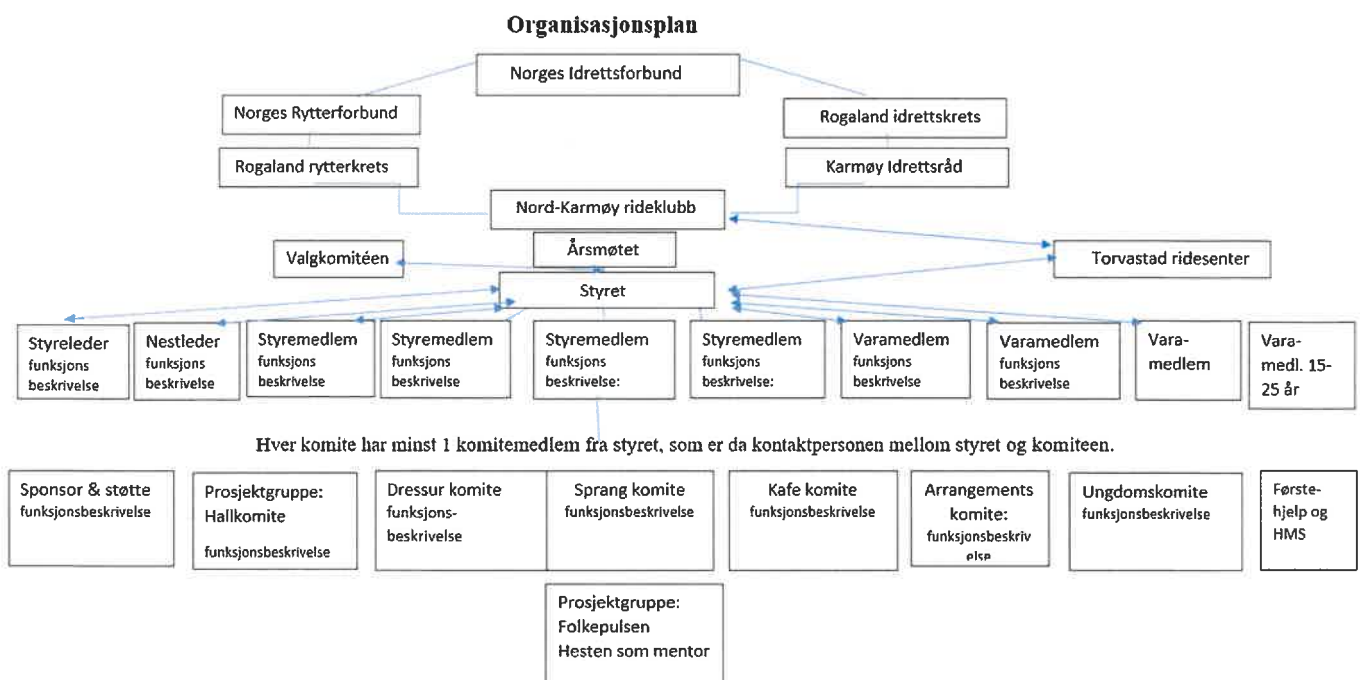 Organisasjonsplan
Norges Idrettsforbund
Norges Rytterforbund
Rogaland idrettskrets
Rogaland rytterkrets
Karmøy Idrettsråd
Nord-Karmøy rideklubb
Årsmøtet
Valgkomitéen
Torvastad ridesenter
Styret
Styreleder
funksjons
beskrivelse
Nestleder
funksjons
beskrivelse
Styremedlem
funksjons
beskrivelse
Styremedlem
funksjons
beskrivelse
Styremedlem
funksjons
beskrivelse:
Styremedlem
funksjons
beskrivelse:
Varamedlem
funksjons
beskrivelse
Varamedlem
funksjons
beskrivelse
Vara-
medlem
Vara-
medl. 15-
25 år
Hver komite har minst 1 komitemedlem fra styret, som er da kontaktpersonen mellom styret og komiteen.
Sponsor & støtte
funksjonsbeskrivelse
Prosjektgruppe:
Hallkomite
funksjonsbeskrivelse
Dressur komite
funksjons-
beskrivelse
Sprang komite
funksjonsbeskrivelse
Kafe komite
funksjonsbeskrivelse
Arrangements
komite:
funksjonsbeskriv
else
Ungdomskomite
funksjonsbeskrivelse
Første-
hjelp og
HMS
Prosjektgruppe:
Folkepulsen
Hesten som mentor